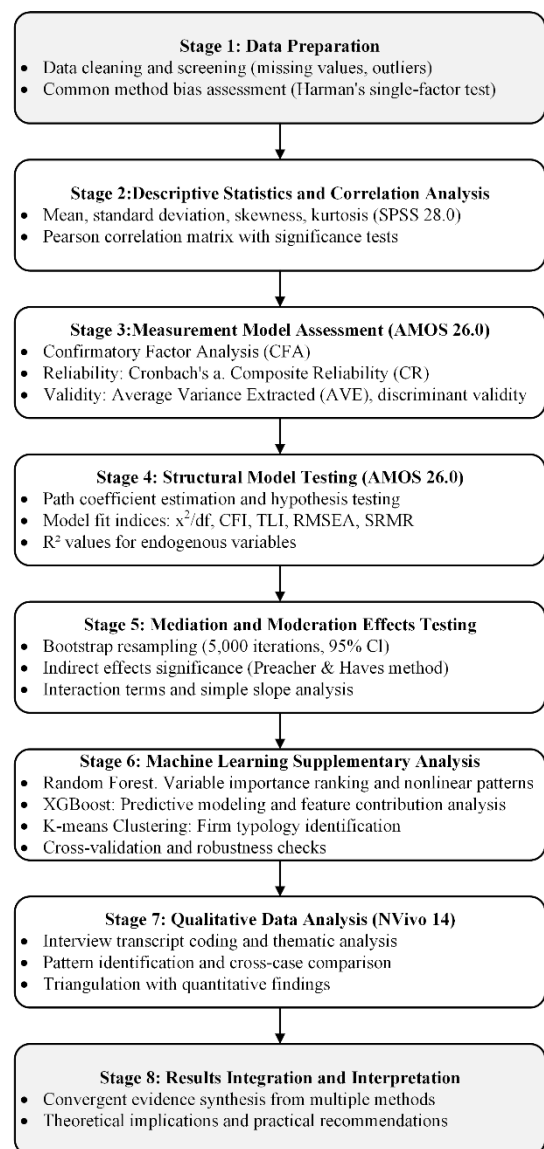 Stage 1: Data Preparation
• Data cleaning and screening (missing values, outliers)
• Common method bias assessment (Harman's single-factor test)
Stage 2:Descriptive Statistics and Correlation Analysis
• Mean, standard deviation, skewness, kurtosis (SPSS 28.0)
• Pearson correlation matrix with significance tests
Stage 3:Measurement Model Assessment (AMOS 26.0)
• Confirmatory Factor Analysis (CFA)
• Reliability: Cronbach's a. Composite Reliability (CR)
• Validity: Average Variance Extracted (AVE), discriminant validity
Stage 4: Structural Model Testing (AMOS 26.0)
• Path coefficient estimation and hypothesis testing
• Model fit indices: x²/df, CFI, TLI, RMSEA, SRMR
• R² values for endogenous variables
Stage 5: Mediation and Moderation Effects Testing
• Bootstrap resampling (5,000 iterations, 95% Cl)
• Indirect effects significance (Preacher & Haves method)
• Interaction terms and simple slope analysis
Stage 6: Machine Learning Supplementary Analysis
• Random Forest. Variable importance ranking and nonlinear patterns
• XGBoost: Predictive modeling and feature contribution analysis
• K-means Clustering: Firm typology identification
• Cross-validation and robustness checks
Stage 7: Qualitative Data Analysis (NVivo 14)
• Interview transcript coding and thematic analysis
• Pattern identification and cross-case comparison
• Triangulation with quantitative findings
Stage 8: Results Integration and Interpretation
• Convergent evidence synthesis from multiple methods
• Theoretical implications and practical recommendations